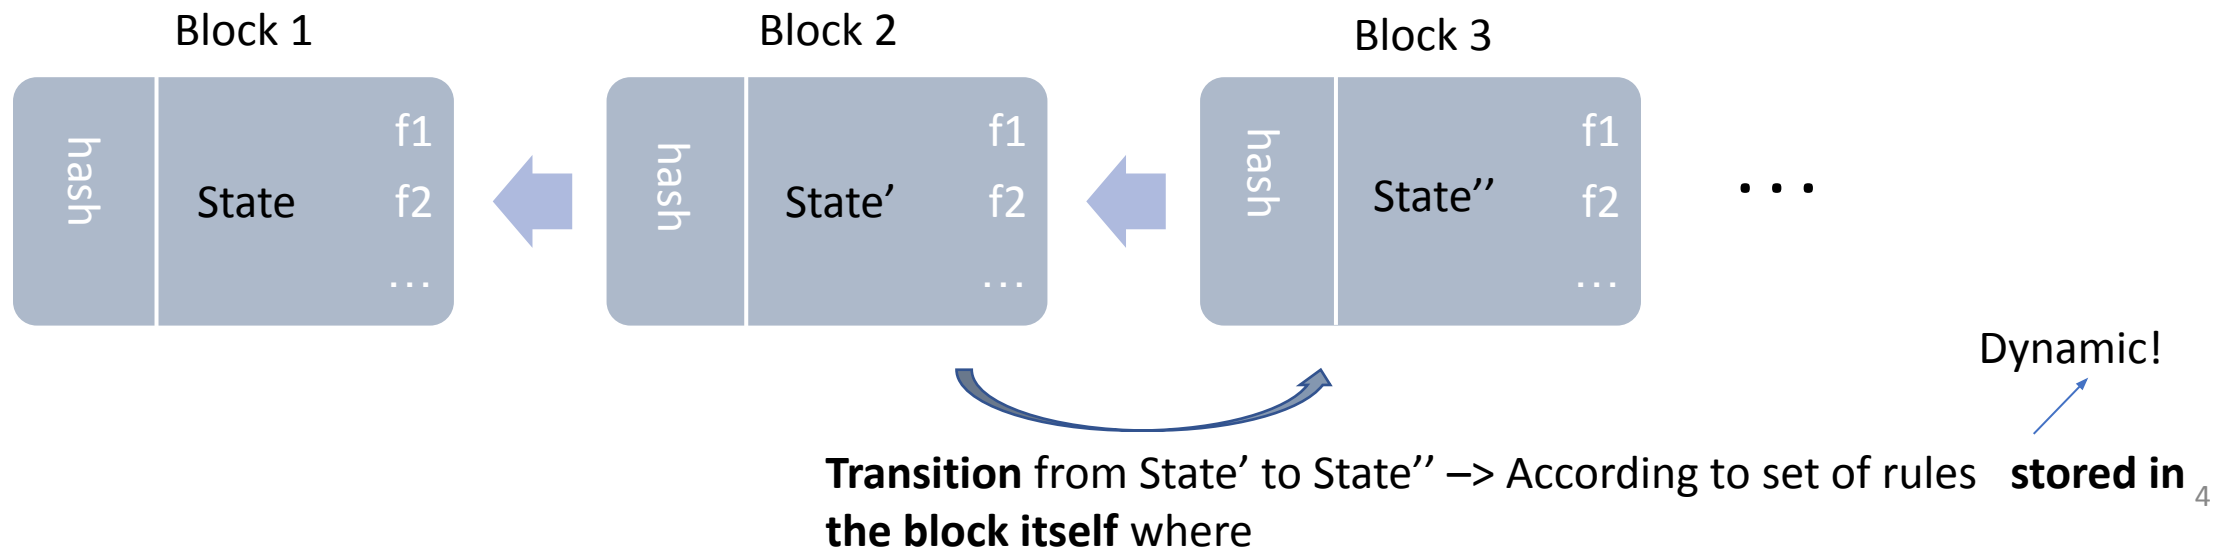 Block 1
Block 2
Block 3
hash
State
f1
f2
...
hash
State’
f1
f2
...
hash
State’’
f1
f2
...
. . .
Dynamic!
Transition from State’ to State’’ –> According to set of rules stored in
the block itself where
4